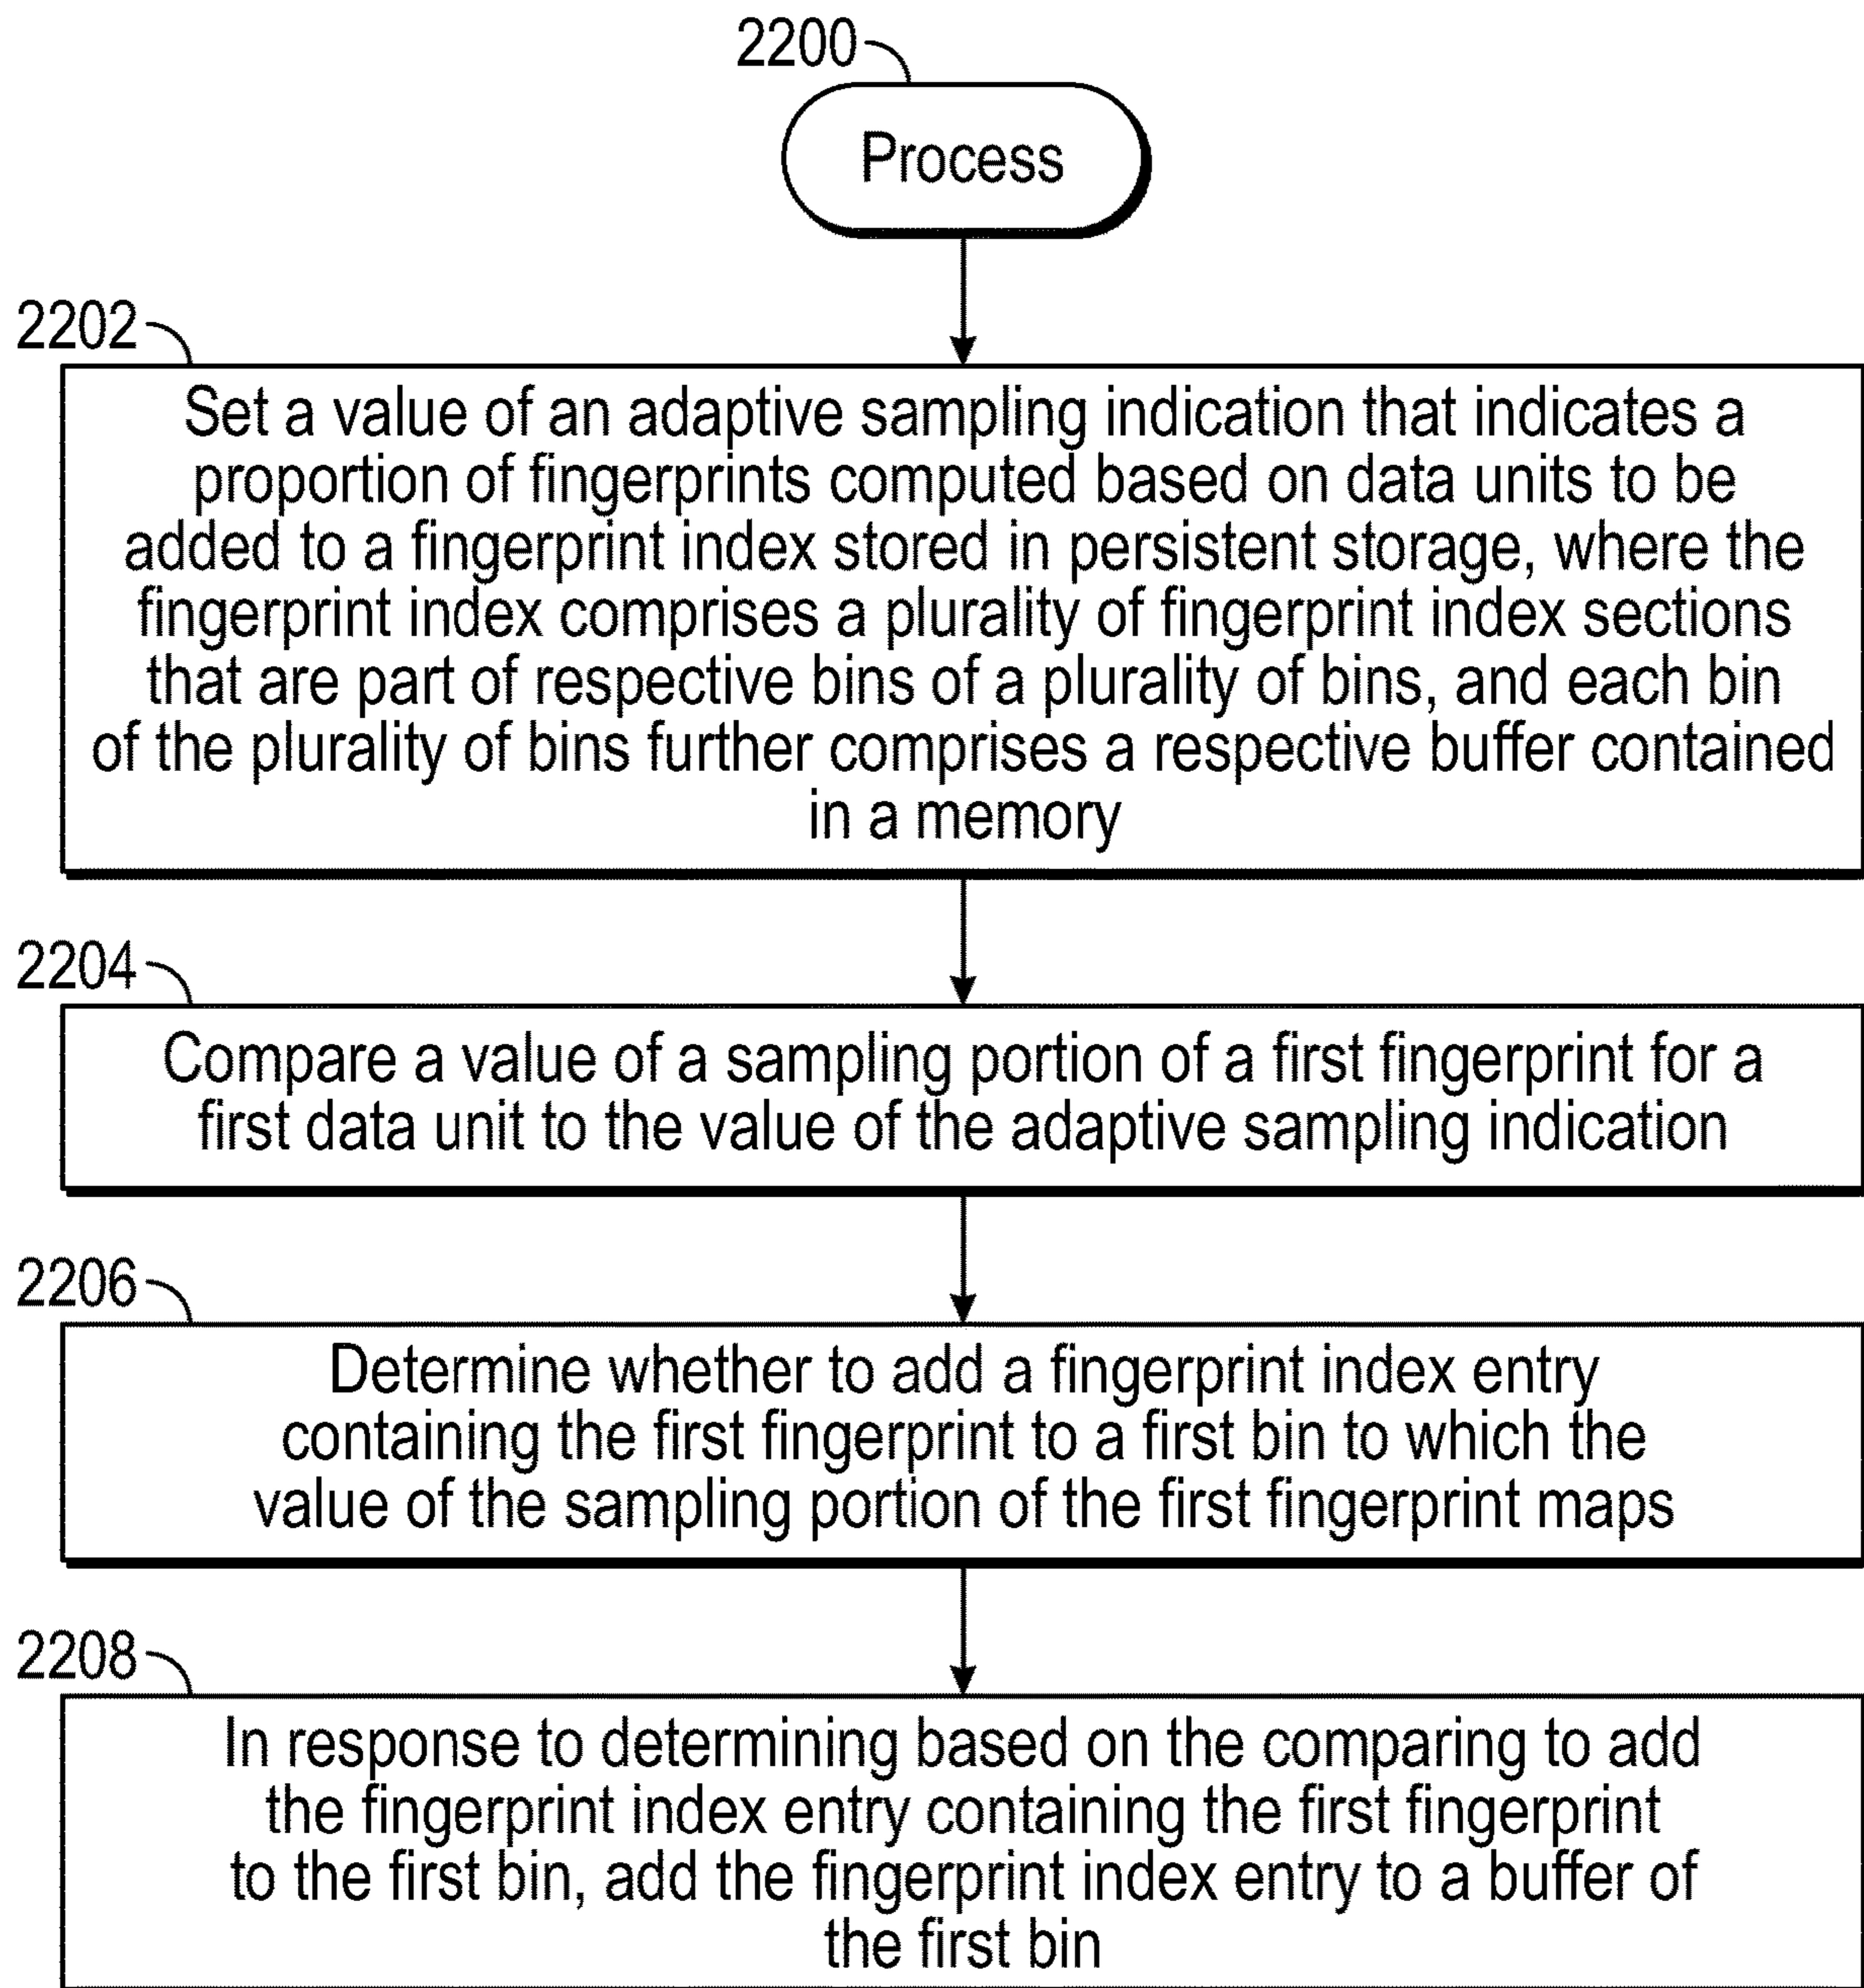 2200
Process
2202
Set a value of an adaptive sampling indication that indicates a
proportion of fingerprints computed based on data units to be
added to a fingerprint index stored in persistent storage, where the
fingerprint index comprises a plurality of fingerprint index sections
that are part of respective bins of a plurality of bins, and each bin
of the plurality of bins further comprises a respective buffer contained
in a memory
2204
Compare a value of a sampling portion of a first fingerprint for a
first data unit to the value of the adaptive sampling indication
2206
Determine whether to add a fingerprint index entry
containing the first fingerprint to a first bin to which the
value of the sampling portion of the first fingerprint maps
2208
In response to determining based on the comparing to add
the fingerprint index entry containing the first fingerprint
to the first bin, add the fingerprint index entry to a buffer of
the first bin